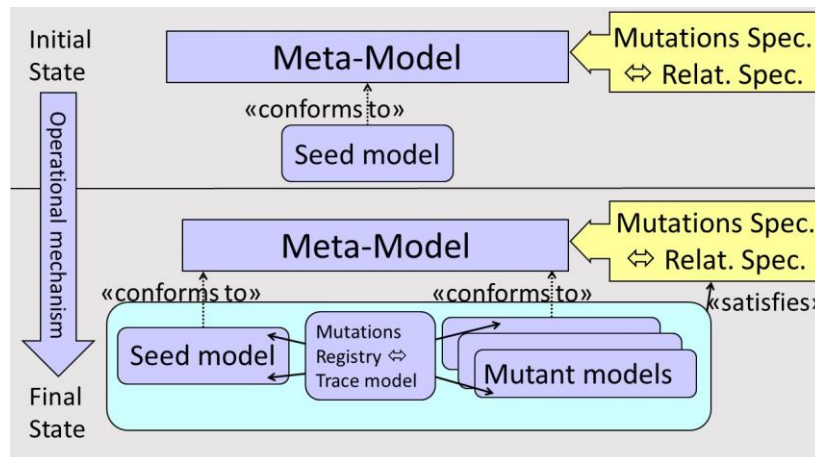 Initial
State
Meta-Model
Mutations Spec.
⇔ Relat. Spec.
«conforms to»
Seed model
Operational mechanism
Meta-Model
Mutations Spec.
⇔ Relat. Spec.
«conforms to»
«conforms to»
«satisfies»
Seed model
Mutations
Registry ⇔
Trace model
Mutant models
Final
State